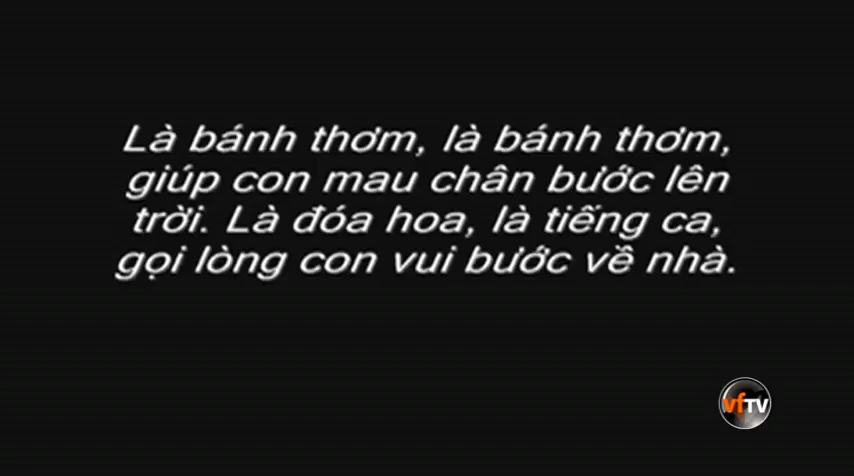 Là bánh thơm, là bánh thơm,
giúp con mau chân bước lên
trời. Là đóa hoa, là tiếng ca,
gọi lòng con vui bước về nhà.
vfTV